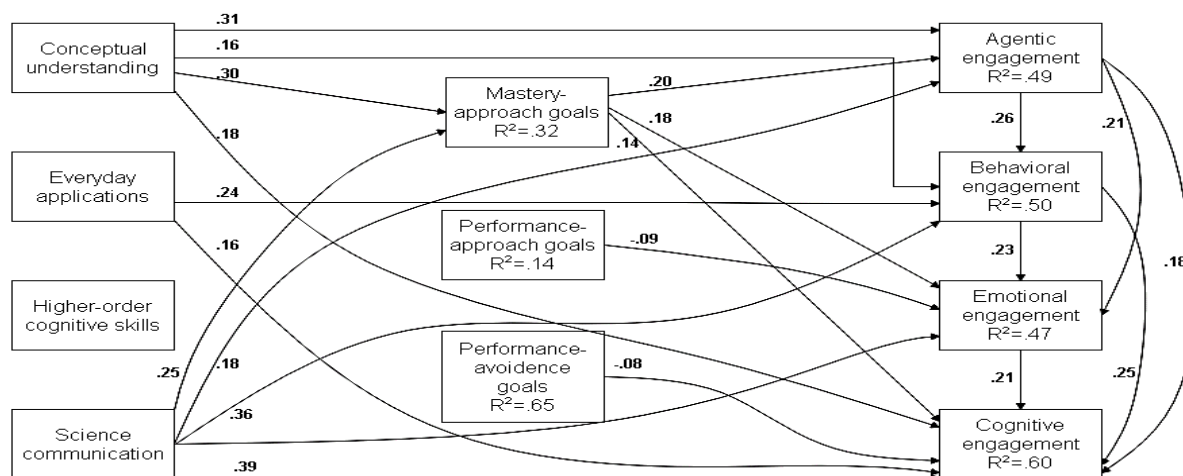 .31
Conceptual
understanding
.16
.30
.18
Agentic
engagement
R²=.49
Mastery-
approach goals
R²=.32
.20
.18
.14
.26
.21
Everyday
applications
.24
.16
Behavioral
engagement
R²=.50
Performance-
approach goals
R²=.14
-.09
.23
.18
Higher-order
cognitive skills
Emotional
engagement
R²=.47
Performance-
avoidence
goals
R²=.65
-.08
.21
.25
.25
.18
.36
.39
Science
communication
Cognitive
engagement
R²=.60